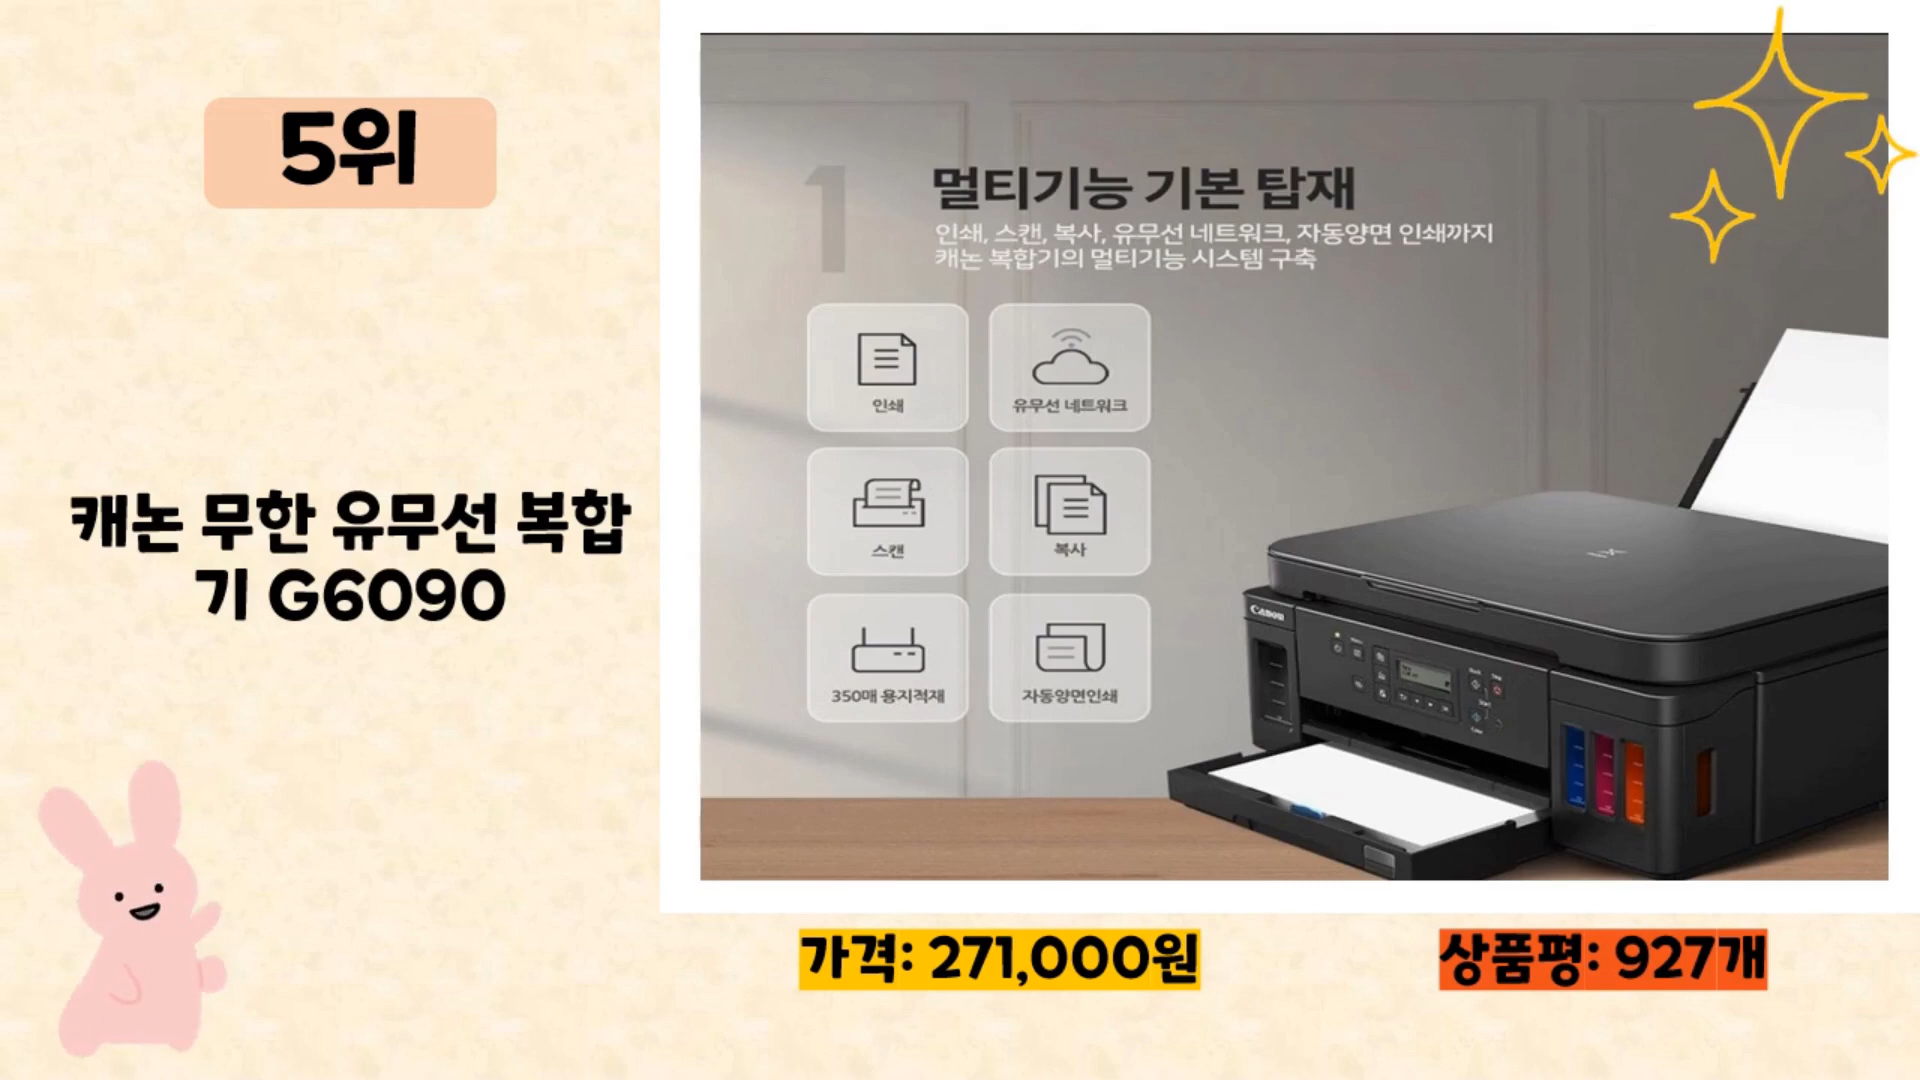 5위
캐논 무한 유무선 복합
기 G6090
1
멀티기능 기본 탑재
인쇄, 스캔, 복사, 유무선 네트워크, 자동양면 인쇄까지
캐논 복합기의 멀티기능 시스템 구축
인쇄
유무선 네트워크
스캔
복사
350매 용지적재
자동양면인쇄
Canon
가격: 271,000원
상품평: 927개